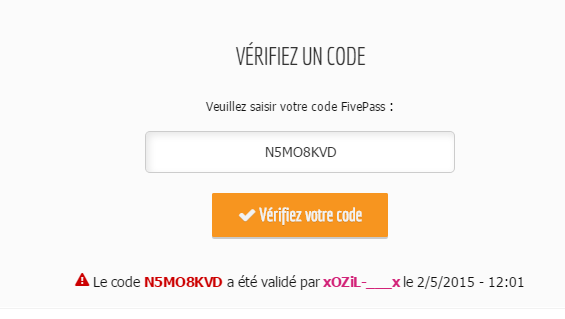 VÉRIFIEZ UN CODE
Veuillez saisir votre code FivePass :
N5MO8KVD
Vérifiez votre code
Le code N5MO8KVD a été validé par xOZiL-____x le 2/5/2015 - 12:01